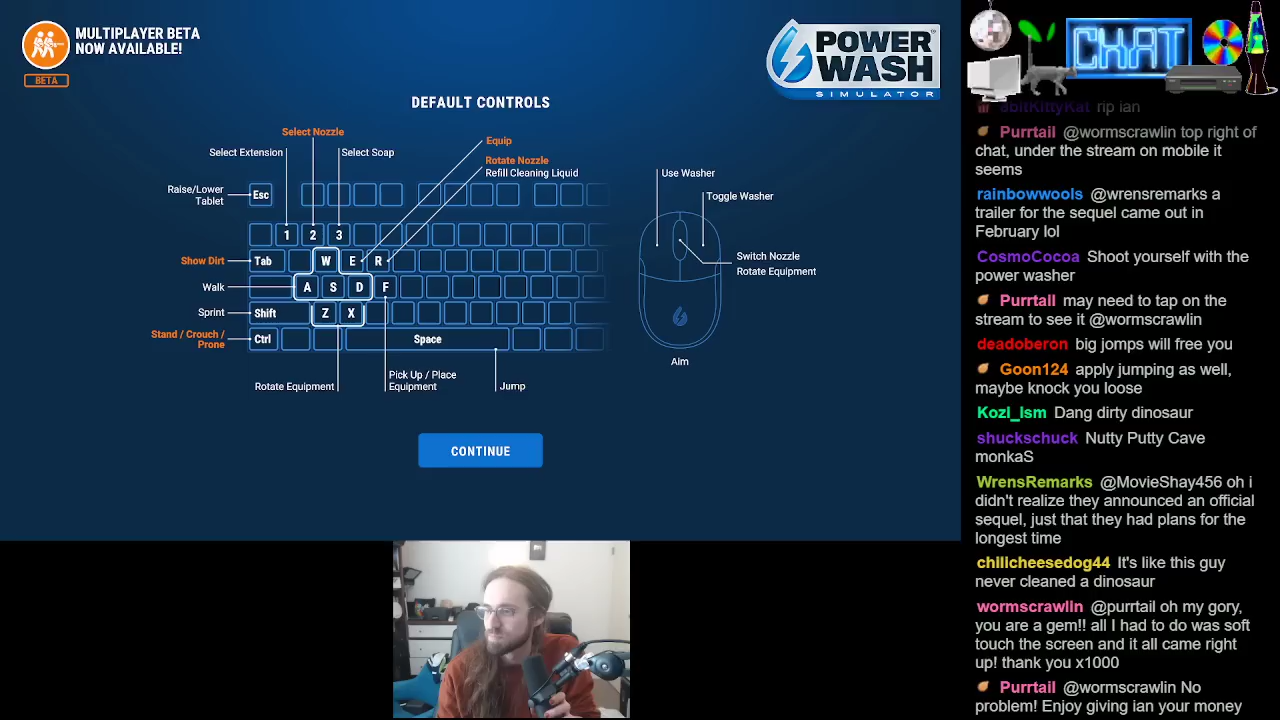 MULTIPLAYER BETA
NOW AVAILABLE!
BETA
POWER
WASH
SIMULATOR
DEFAULT CONTROLS
Select Nozzle
Select Extension
Select Soap
Equip
Rotate Nozzle
Refill Cleaning Liquid
Raise/Lower
Tablet
Esc
1 2 3
Show Dirt
Tab
W E R
Walk
A S D F
Sprint
Shift
Z X
Stand / Crouch /
Prone
Ctrl
Space
Rotate Equipment
Pick Up / Place
Equipment
Jump
Use Washer
Toggle Washer
Switch Nozzle
Rotate Equipment
Aim
CONTINUE
CHAT
8bitKittyKat rip ian
Purrtail @wormscrawlin top right of
chat, under the stream on mobile it
seems
rainbowwools @wrensremarks a
trailer for the sequel came out in
February lol
CosmoCocoa Shoot yourself with the
power washer
Purrtail may need to tap on the
stream to see it @wormscrawlin
deadoberon big jomps will free you
Goon124 apply jumping as well,
maybe knock you loose
Kozi_ism Dang dirty dinosaur
shuckschuck Nutty Putty Cave
monkaS
WrensRemarks @MovieShay456 oh i
didn't realize they announced an official
sequel, just that they had plans for the
longest time
chillcheesedog44 It's like this guy
never cleaned a dinosaur
wormscrawlin @purrtail oh my gory,
you are a gem!! all I had to do was soft
touch the screen and it all came right
up! thank you x1000
Purrtail @wormscrawlin No
problem! Enjoy giving ian your money